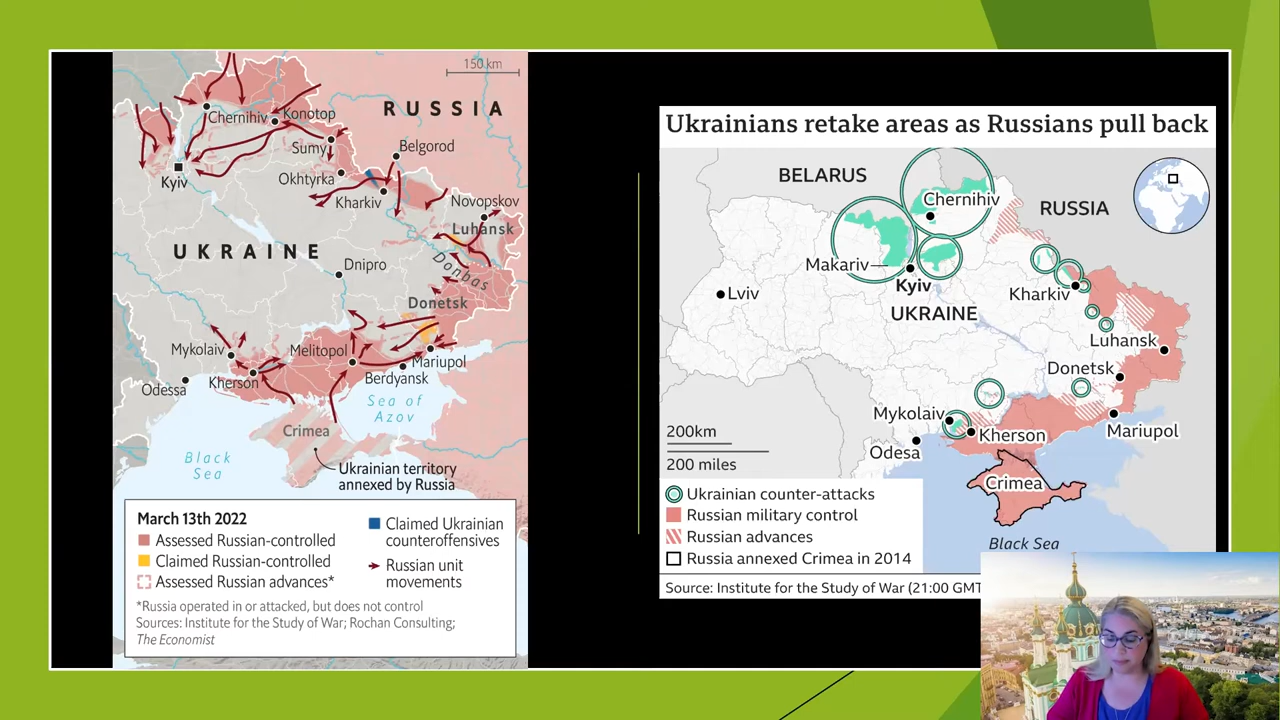 150 km
RUSSIA
Chernihiv
Konotop
Sumy
Belgorod
Kyiv
Okhtyrka
Kharkiv
Novopskov
Luhansk
UKRAINE
Dnipro
Donbas
Donetsk
Mykolaiv
Melitopol
Mariupol
Kherson
Berdyansk
Odessa
Sea of
Azov
Crimea
Black
Sea
Ukrainian territory
annexed by Russia
March 13th 2022
Assessed Russian-controlled
Claimed Russian-controlled
Assessed Russian advances*
Claimed Ukrainian
counteroffensives
Russian unit
movements
*Russia operated in or attacked, but does not control
Sources: Institute for the Study of War; Rochan Consulting;
The Economist
Ukrainians retake areas as Russians pull back
BELARUS
Chernihiv
RUSSIA
Makariv
Kyiv
Lviv
Kharkiv
UKRAINE
Luhansk
Donetsk
Mykolaiv
Kherson
Mariupol
Odesa
200km
200 miles
Crimea
Ukrainian counter-attacks
Russian military control
Russian advances
Russia annexed Crimea in 2014
Black Sea
Source: Institute for the Study of War (21:00 GMT